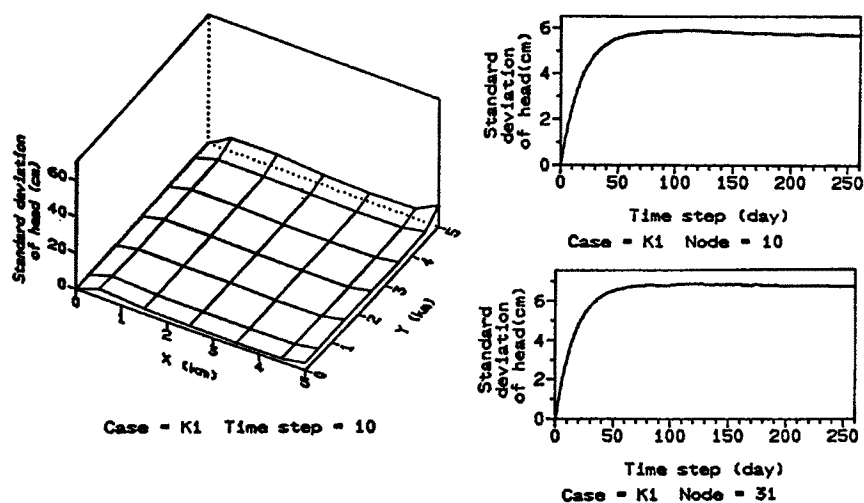 Standard deviation
of head (cm)
60
40
20
0
0
1
2
3
4
5
X (km)
0
1
2
3
4
5
Y (km)
Case = K1 Time step = 10
Standard
deviation
of head(cm)
6
4
2
0
0 50 100 150 200 250
Time step (day)
Case = K1 Node = 10
Standard
deviation
of head(cm)
6
4
2
0
0 50 100 150 200 250
Time step (day)
Case = K1 Node = 31